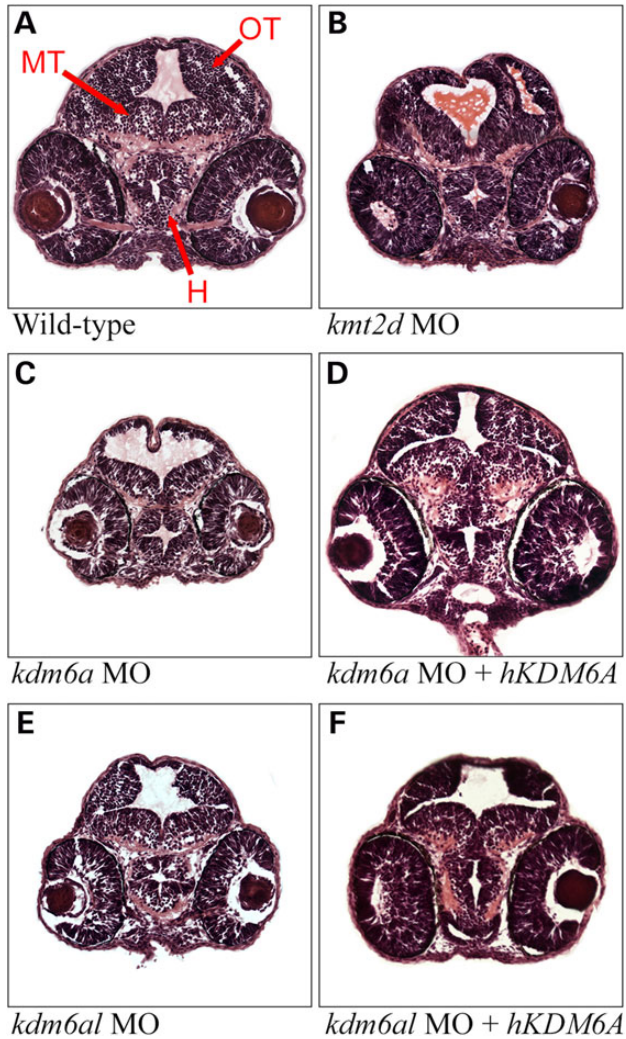 A
OT
MT
H
Wild-type
B
kmt2d MO
C
kdm6a MO
D
kdm6a MO + hKDM6A
E
kdm6al MO
F
kdm6al MO + hKDM6A